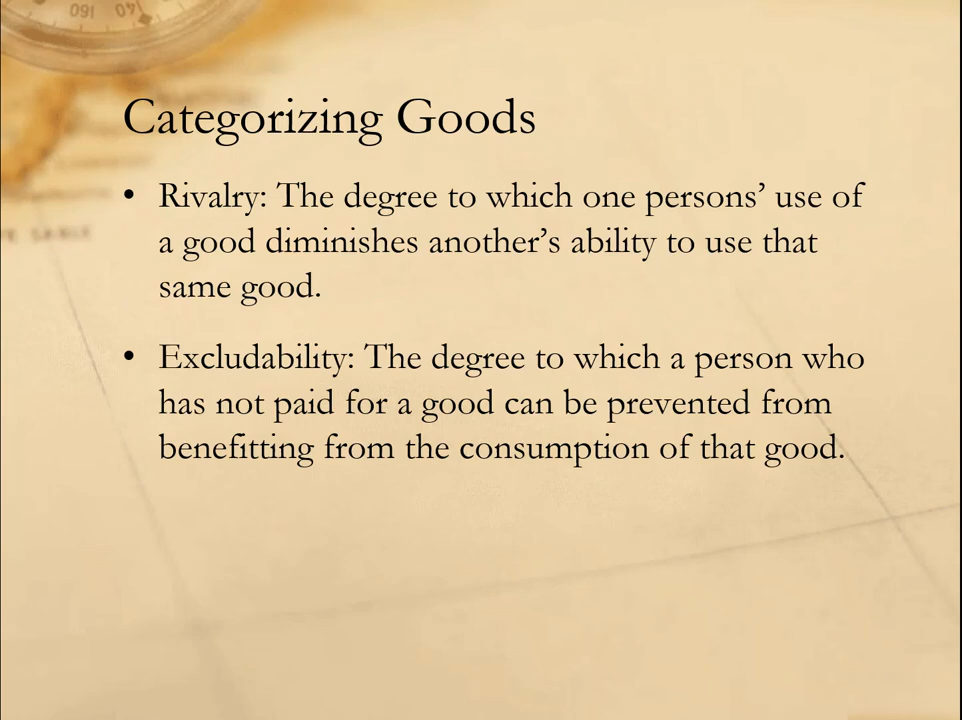 Categorizing Goods
• Rivalry: The degree to which one persons’ use of
a good diminishes another’s ability to use that
same good.
• Excludability: The degree to which a person who
has not paid for a good can be prevented from
benefitting from the consumption of that good.